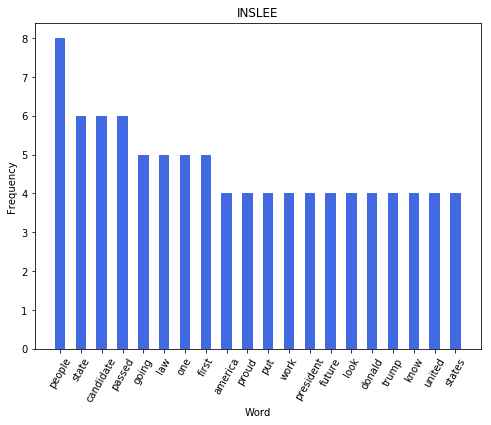 INSLEE
Frequency
8
7
6
5
4
3
2
1
0
people
state
candidate
passed
going
law
one
first
america
proud
put
work
president
future
look
donald
trump
know
united
states
Word